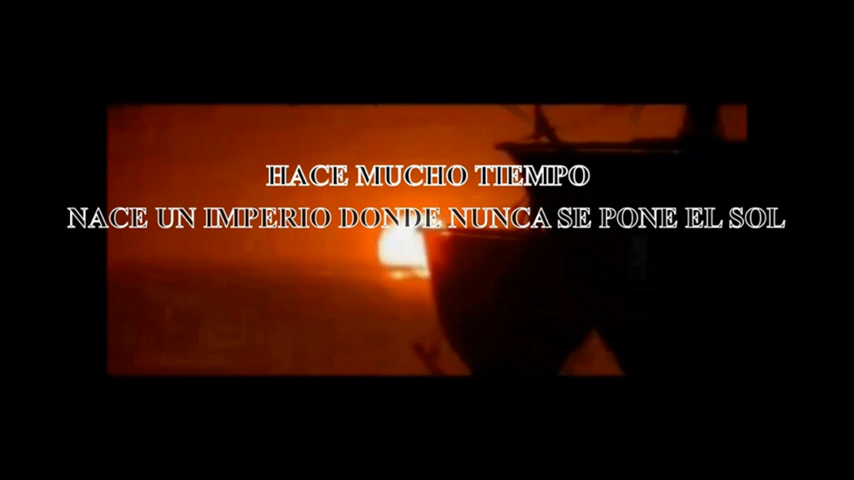 HACE MUCHO TIEMPO
NACE UN IMPERIO DONDE NUNCA SE PONE EL SOL